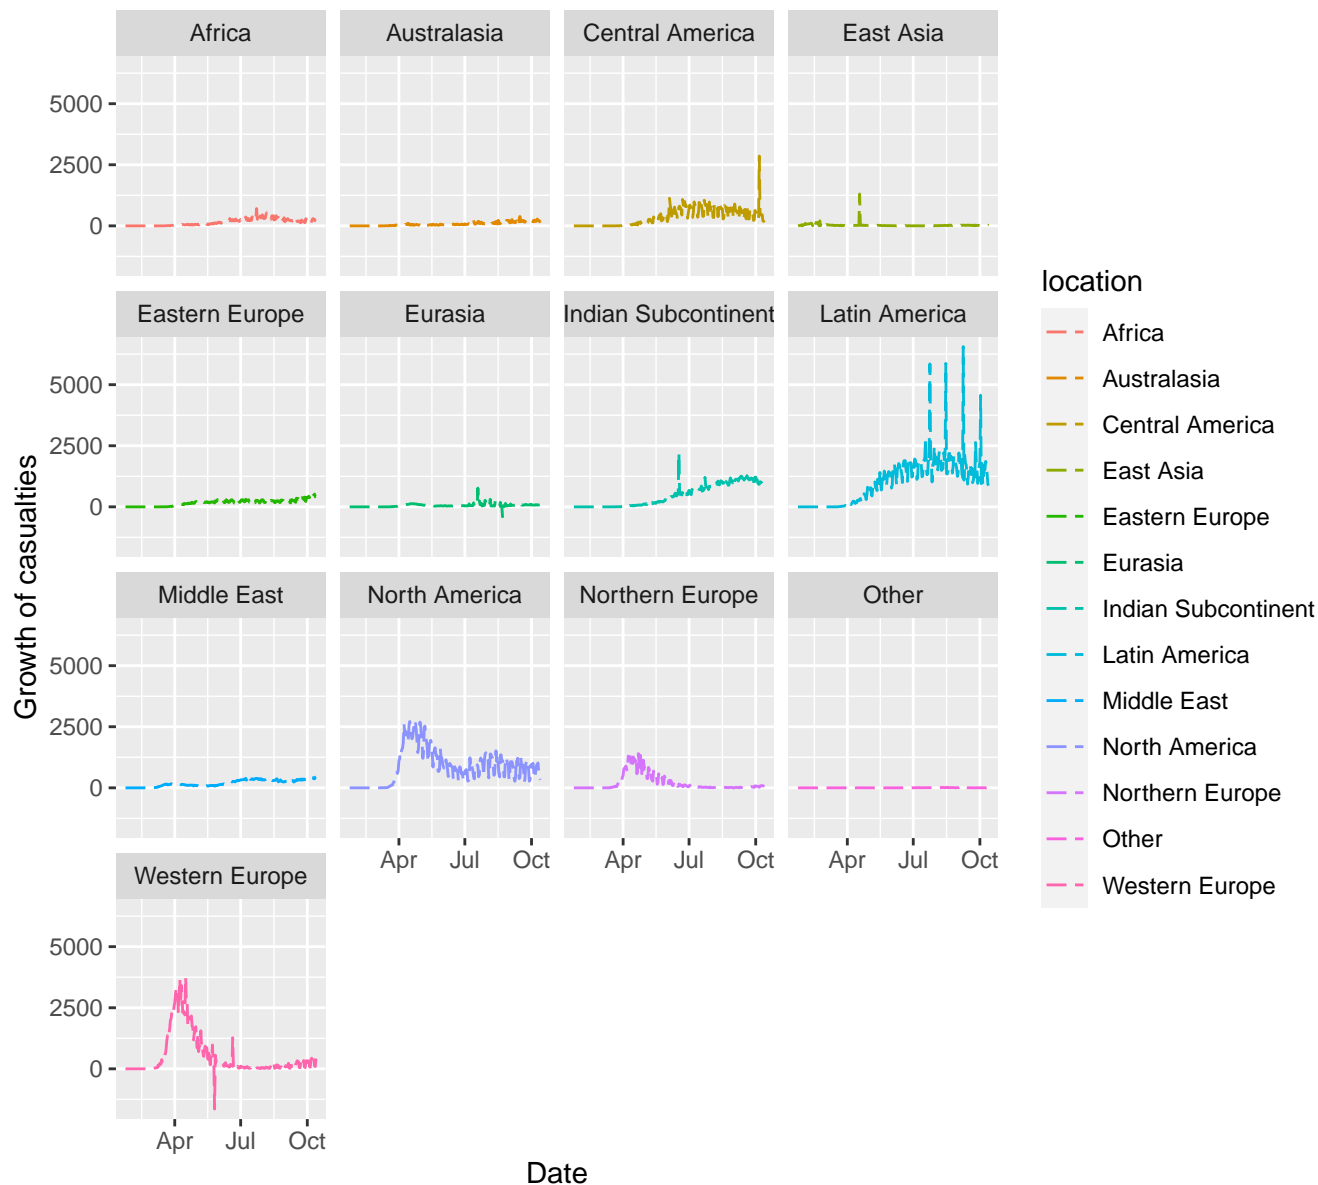 Africa
Australasia
Central America
East Asia
5000
2500
0
Eastern Europe
Eurasia
Indian Subcontinent
Latin America
5000
2500
0
Middle East
North America
Northern Europe
Other
5000
2500
0
Apr Jul Oct
Apr Jul Oct
Apr Jul Oct
Western Europe
5000
2500
0
Apr Jul Oct
Growth of casualties
Date
location
Africa
Australasia
Central America
East Asia
Eastern Europe
Eurasia
Indian Subcontinent
Latin America
Middle East
North America
Northern Europe
Other
Western Europe